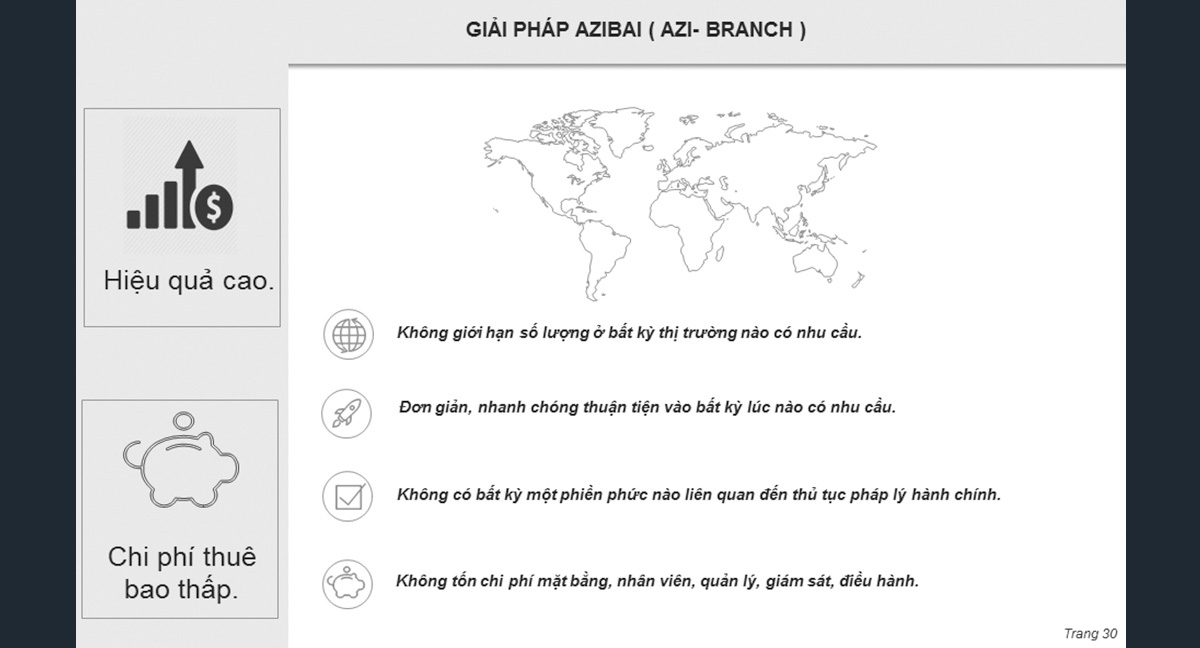 GIẢI PHÁP AZIBAI ( AZI- BRANCH )
$
Hiệu quả cao.
Chi phí thuê
bao thấp.
Không giới hạn số lượng ở bất kỳ thị trường nào có nhu cầu.
Đơn giản, nhanh chóng thuận tiện vào bất kỳ lúc nào có nhu cầu.
Không có bất kỳ một phiền phức nào liên quan đến thủ tục pháp lý hành chính.
Không tốn chi phí mặt bằng, nhân viên, quản lý, giám sát, điều hành.
Trang 30